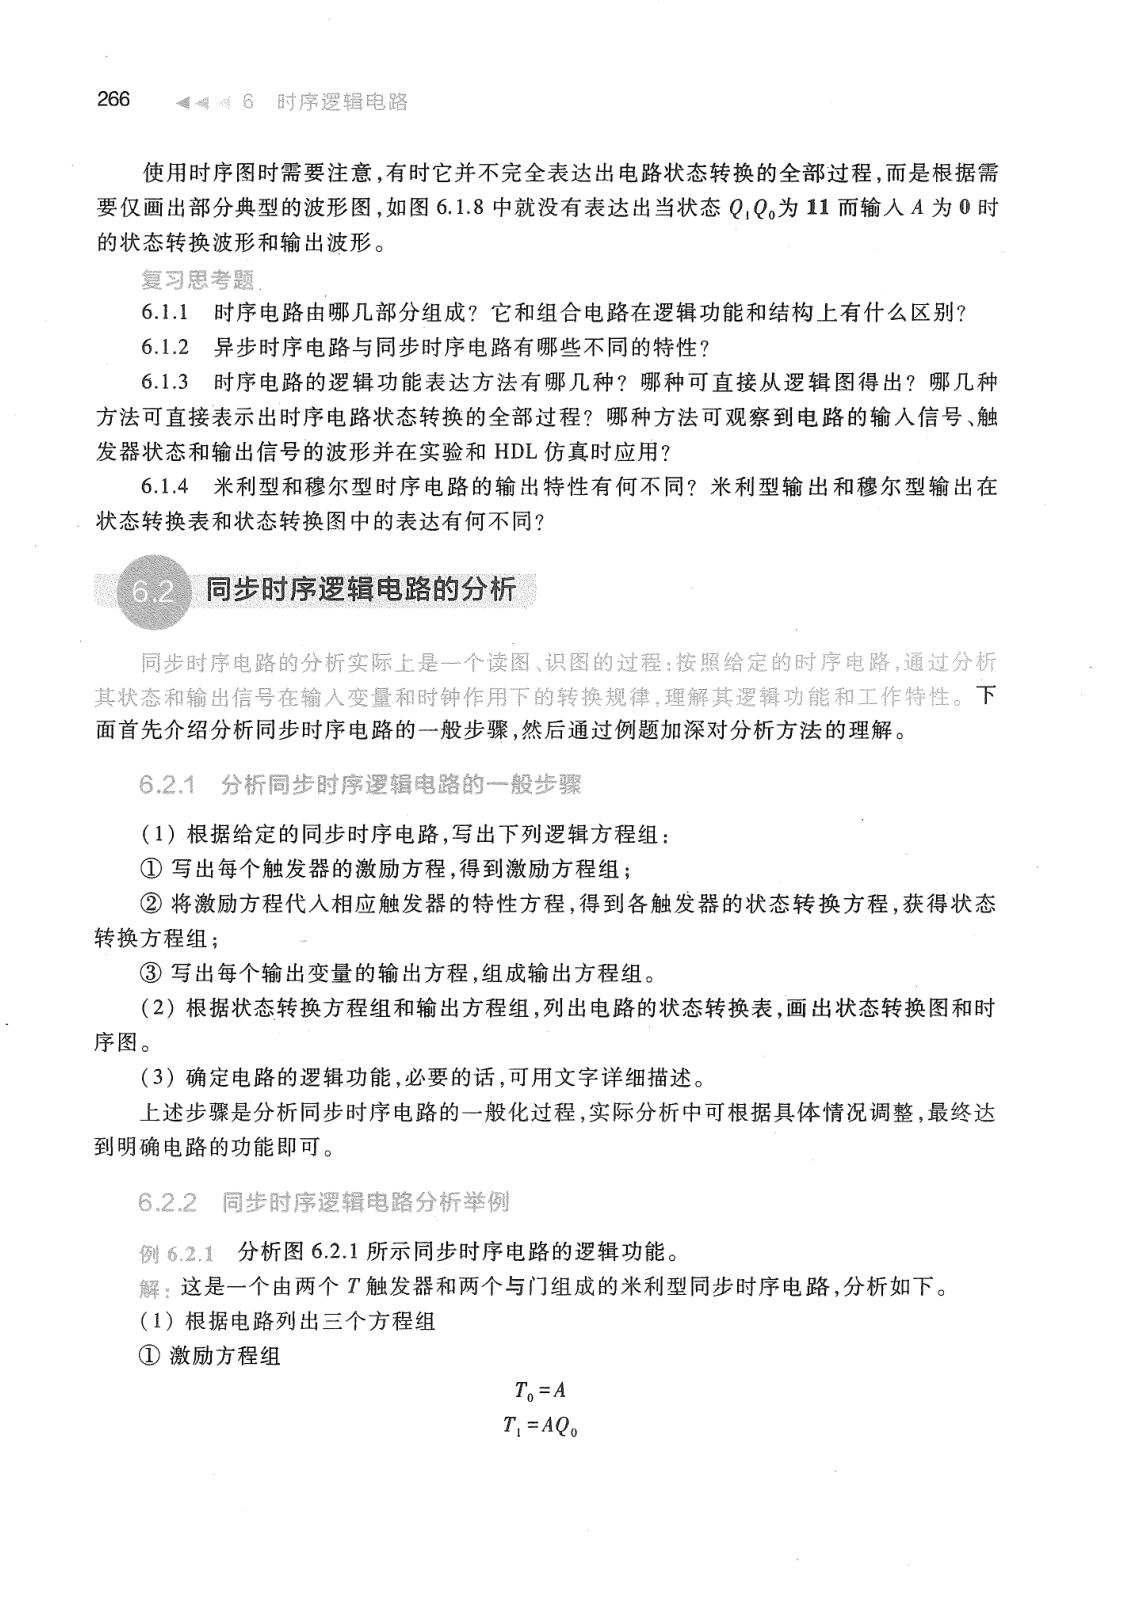 266 6 时序逻辑电路
使用时序图时需要注意,有时它并不完全表达出电路状态转换的全部过程,而是根据需
要仅画出部分典型的波形图,如图 6.1.8 中就没有表达出当状态 Q₁Q₀为 11 而输入 A 为 0 时
的状态转换波形和输出波形。
复习思考题
6.1.1 时序电路由哪几部分组成? 它和组合电路在逻辑功能和结构上有什么区别?
6.1.2 异步时序电路与同步时序电路有哪些不同的特性?
6.1.3 时序电路的逻辑功能表达方法有哪几种? 哪种可直接从逻辑图得出? 哪几种
方法可直接表示出时序电路状态转换的全部过程? 哪种方法可观察到电路的输入信号、触
发器状态和输出信号的波形并在实验和 HDL 仿真时应用?
6.1.4 米利型和穆尔型时序电路的输出特性有何不同? 米利型输出和穆尔型输出在
状态转换表和状态转换图中的表达有何不同?
6.2 同步时序逻辑电路的分析
同步时序电路的分析实际上是一个读图、识图的过程:按照给定的时序电路,通过分析
其状态和输出信号在输入变量和时钟作用下的转换规律,理解其逻辑功能和工作特性。下
面首先介绍分析同步时序电路的一般步骤,然后通过例题加深对分析方法的理解。
6.2.1 分析同步时序逻辑电路的一般步骤
(1) 根据给定的同步时序电路,写出下列逻辑方程组:
① 写出每个触发器的激励方程,得到激励方程组;
② 将激励方程代入相应触发器的特性方程,得到各触发器的状态转换方程,获得状态
转换方程组;
③ 写出每个输出变量的输出方程,组成输出方程组。
(2) 根据状态转换方程组和输出方程组,列出电路的状态转换表,画出状态转换图和时
序图。
(3) 确定电路的逻辑功能,必要的话,可用文字详细描述。
上述步骤是分析同步时序电路的一般化过程,实际分析中可根据具体情况调整,最终达
到明确电路的功能即可。
6.2.2 同步时序逻辑电路分析举例
例 6.2.1 分析图 6.2.1 所示同步时序电路的逻辑功能。
解: 这是一个由两个 T 触发器和两个与门组成的米利型同步时序电路,分析如下。
(1) 根据电路列出三个方程组
① 激励方程组
T₀=A
T₁=AQ₀